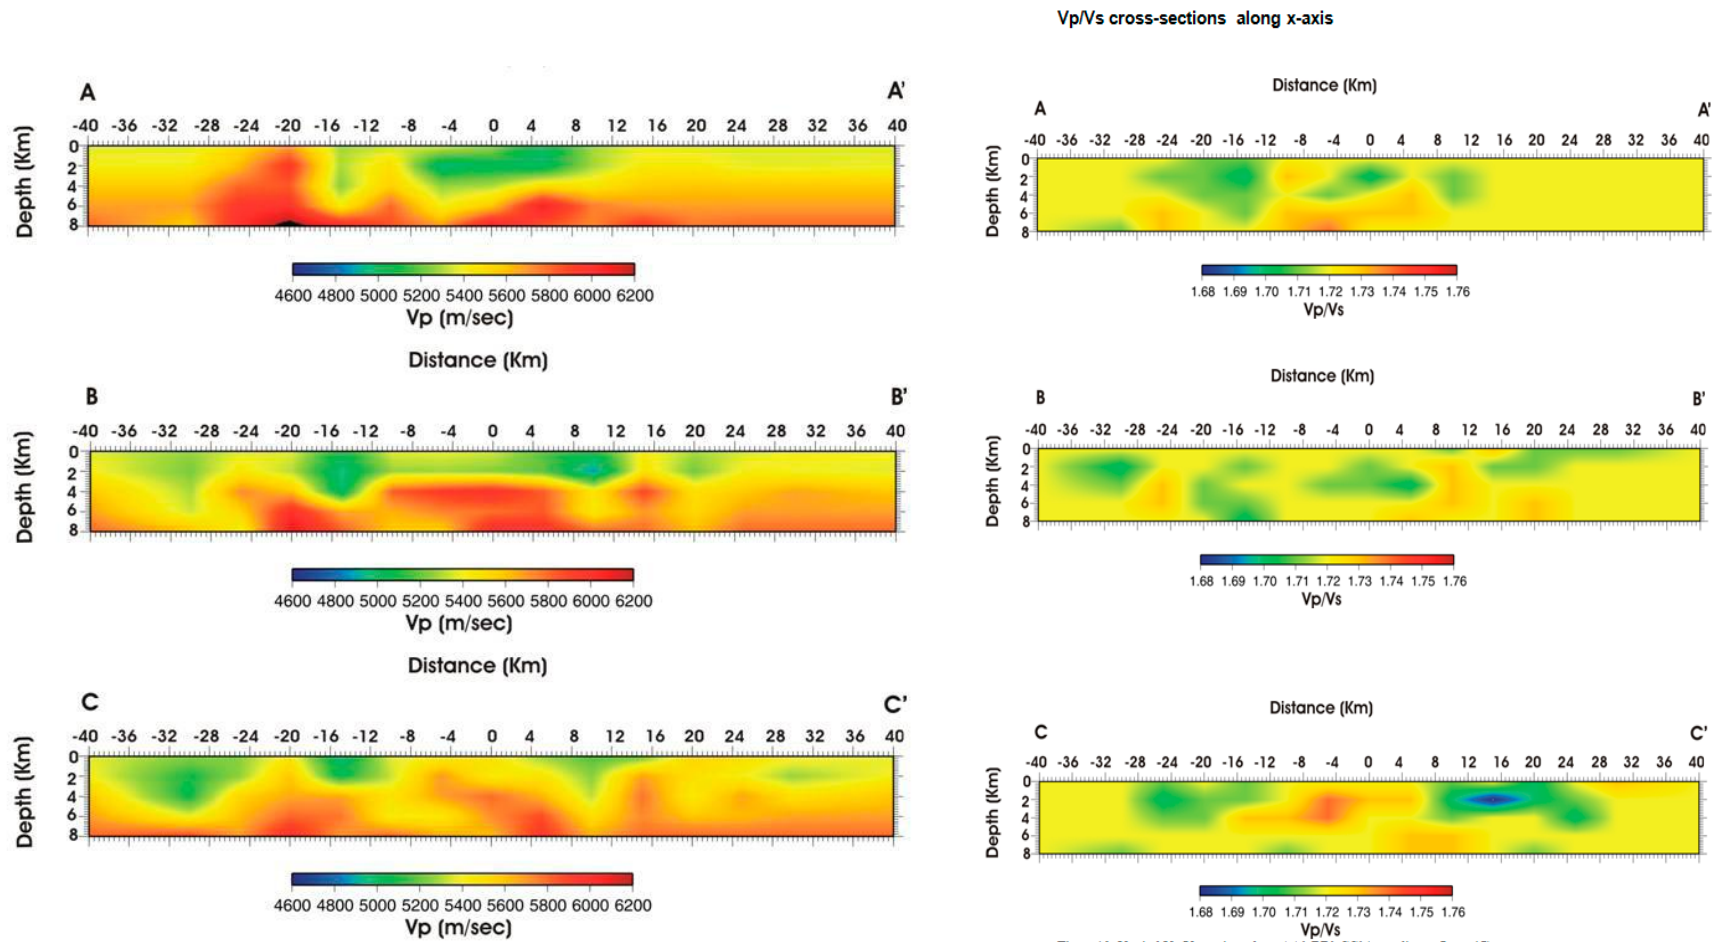 Vp/Vs cross-sections along x-axis
A A'
-40 -36 -32 -28 -24 -20 -16 -12 -8 -4 0 4 8 12 16 20 24 28 32 36 40
Depth (Km)
0
2
4
6
8
4600 4800 5000 5200 5400 5600 5800 6000 6200
Vp (m/sec)
Distance (Km)
B B'
-40 -36 -32 -28 -24 -20 -16 -12 -8 -4 0 4 8 12 16 20 24 28 32 36 40
Depth (Km)
0
2
4
6
8
4600 4800 5000 5200 5400 5600 5800 6000 6200
Vp (m/sec)
Distance (Km)
C C'
-40 -36 -32 -28 -24 -20 -16 -12 -8 -4 0 4 8 12 16 20 24 28 32 36 40
Depth (Km)
0
2
4
6
8
4600 4800 5000 5200 5400 5600 5800 6000 6200
Vp (m/sec)
Distance (Km)
A A'
-40 -36 -32 -28 -24 -20 -16 -12 -8 -4 0 4 8 12 16 20 24 28 32 36 40
Depth (Km)
0
2
4
6
8
1.68 1.69 1.70 1.71 1.72 1.73 1.74 1.75 1.76
Vp/Vs
Distance (Km)
B B'
-40 -36 -32 -28 -24 -20 -16 -12 -8 -4 0 4 8 12 16 20 24 28 32 36 40
Depth (Km)
0
2
4
6
8
1.68 1.69 1.70 1.71 1.72 1.73 1.74 1.75 1.76
Vp/Vs
Distance (Km)
C C'
-40 -36 -32 -28 -24 -20 -16 -12 -8 -4 0 4 8 12 16 20 24 28 32 36 40
Depth (Km)
0
2
4
6
8
1.68 1.69 1.70 1.71 1.72 1.73 1.74 1.75 1.76
Vp/Vs